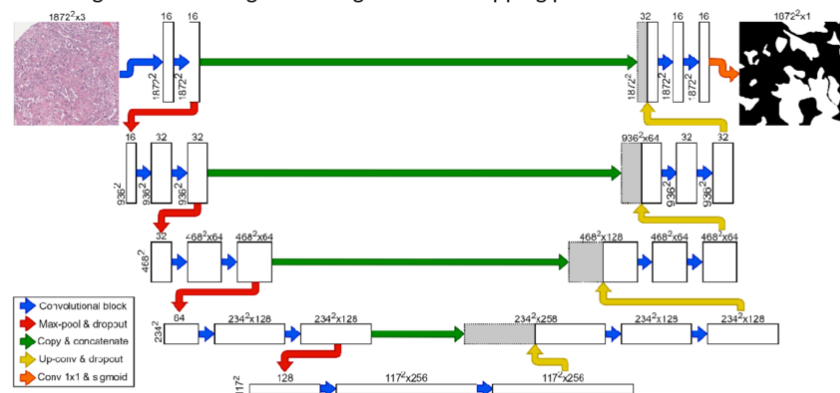 1872²x3
16
16
32
16
16
1872²x1
1872²
1872²
1872²
1872²
1872²
16
32
32
936²x64
32
32
936²
936²
936²
936²
936²
32
468²x64
468²x64
468²x128
468²x64
468²x64
468²
64
234²x128
234²x128
234²x256
234²x128
234²x128
234²
Convolutional block
Max-pool & dropout
Copy & concatenate
Up-conv & dropout
Conv 1x1 & sigmoid
128
117²x256
117²x256
117²